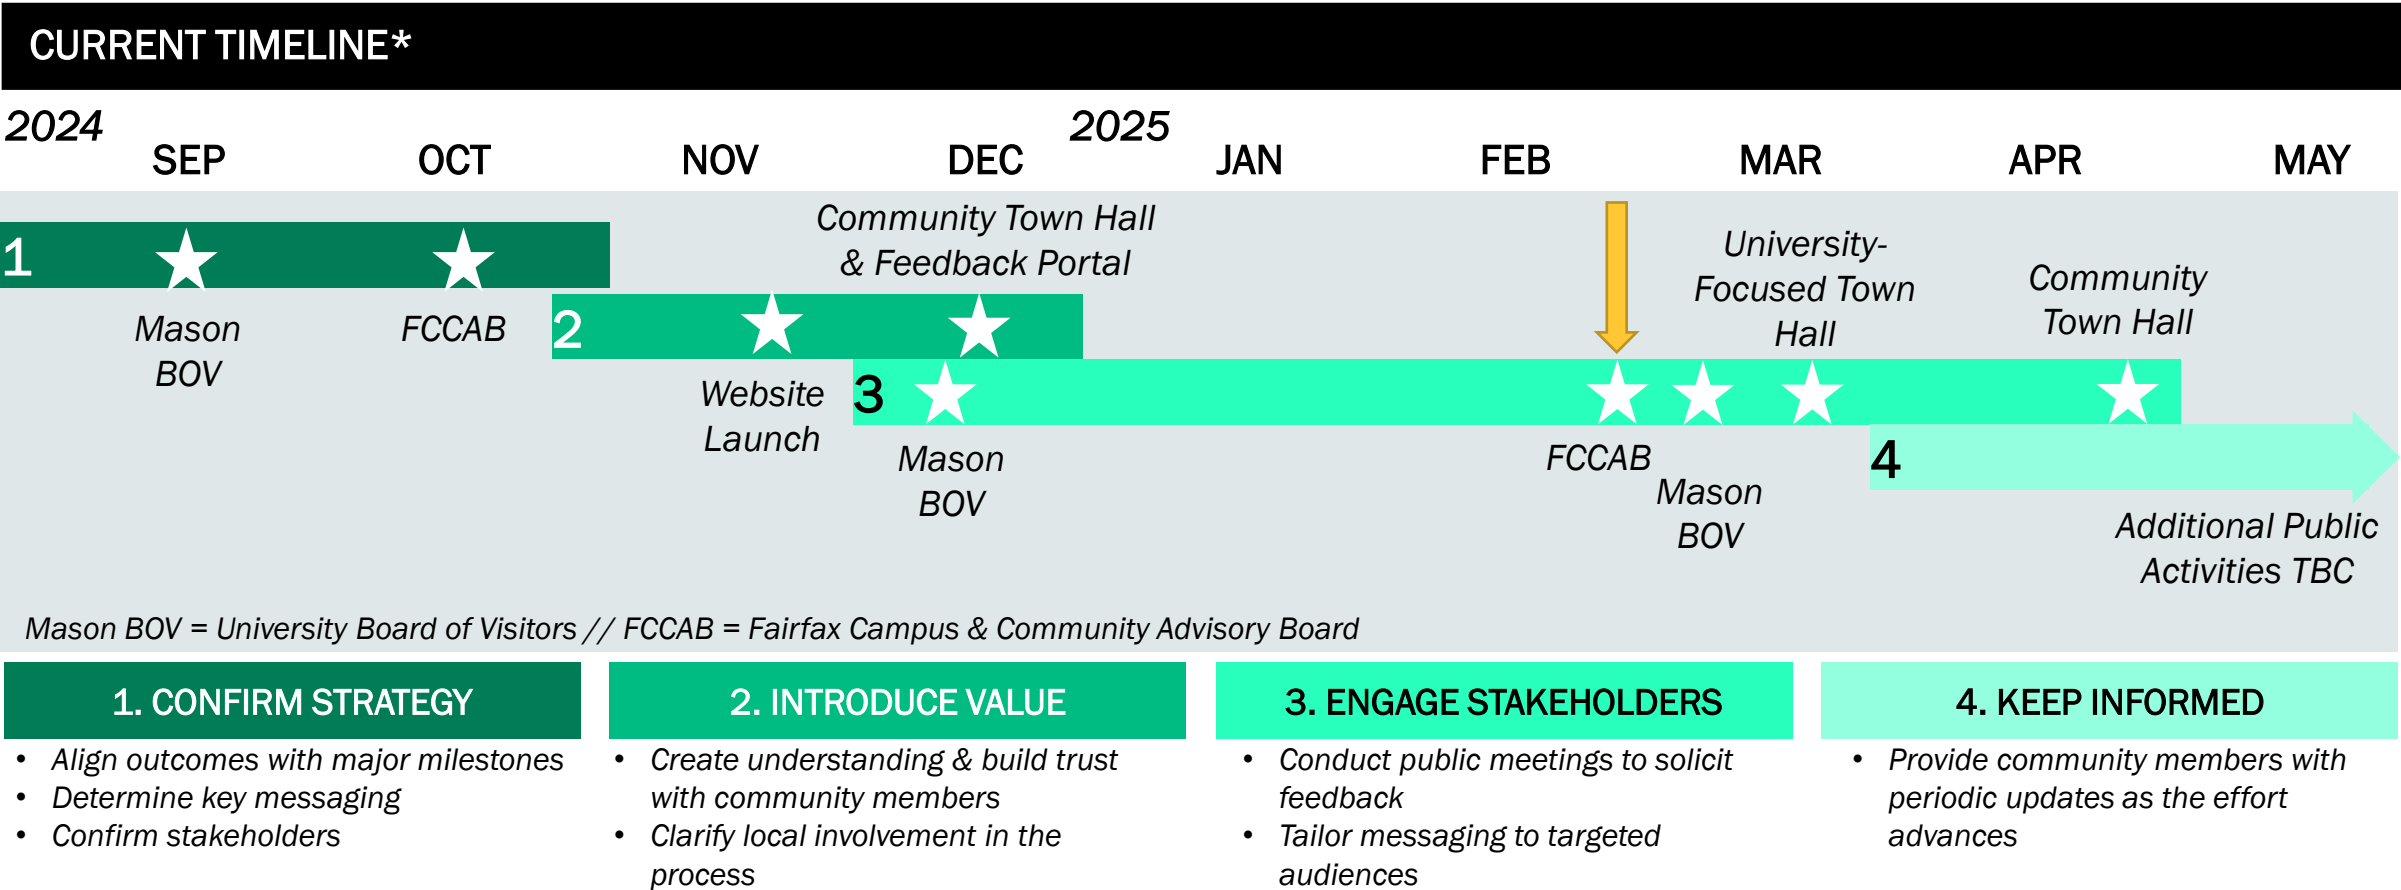 CURRENT TIMELINE*
2024
2025
SEP
OCT
NOV
DEC
JAN
FEB
MAR
APR
MAY
1
Mason
BOV
FCCAB
2
Community Town Hall
& Feedback Portal
Website
Launch
3
Mason
BOV
FCCAB
Mason
BOV
University-
Focused Town
Hall
Community
Town Hall
4
Additional Public
Activities TBC
Mason BOV = University Board of Visitors // FCCAB = Fairfax Campus & Community Advisory Board
1. CONFIRM STRATEGY
• Align outcomes with major milestones
• Determine key messaging
• Confirm stakeholders
2. INTRODUCE VALUE
• Create understanding & build trust
with community members
• Clarify local involvement in the
process
3. ENGAGE STAKEHOLDERS
• Conduct public meetings to solicit
feedback
• Tailor messaging to targeted
audiences
4. KEEP INFORMED
• Provide community members with
periodic updates as the effort
advances